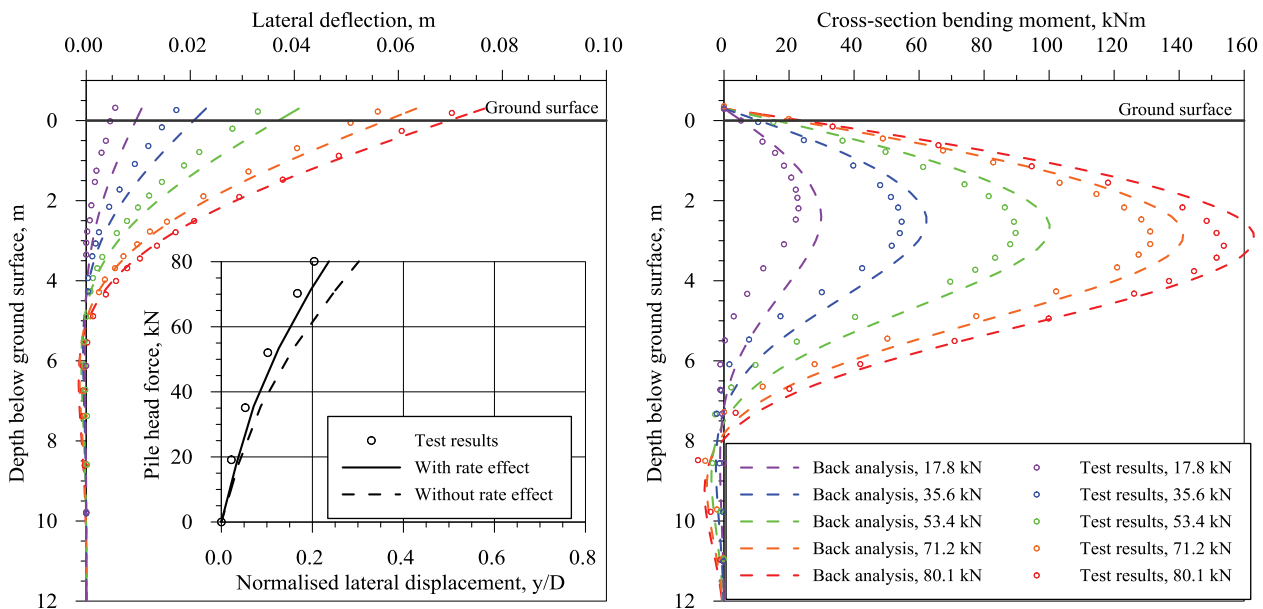 Lateral deflection, m
0.00 0.02 0.04 0.06 0.08 0.10
Ground surface
0
2
4
6
8
10
12
Depth below ground surface, m
80
60
40
20
0
Pile head force, kN
Test results
With rate effect
Without rate effect
0.0 0.2 0.4 0.6 0.8
Normalised lateral displacement, y/D
Cross-section bending moment, kNm
0 20 40 60 80 100 120 140 160
Ground surface
0
2
4
6
8
10
12
Depth below ground surface, m
Back analysis, 17.8 kN Test results, 17.8 kN
Back analysis, 35.6 kN Test results, 35.6 kN
Back analysis, 53.4 kN Test results, 53.4 kN
Back analysis, 71.2 kN Test results, 71.2 kN
Back analysis, 80.1 kN Test results, 80.1 kN